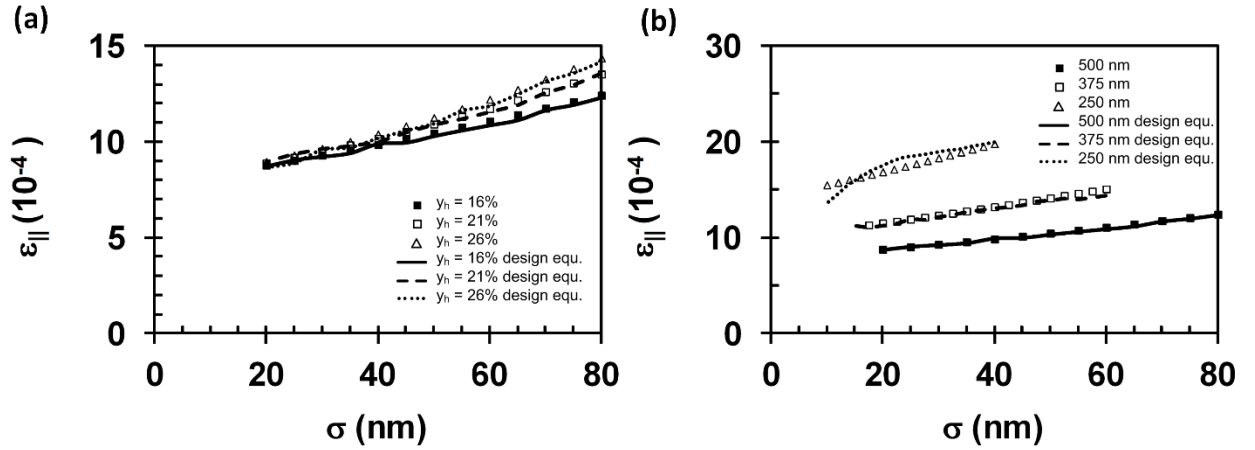 (a)
15
10
5
0
ε|| (10⁻⁴)
yₕ = 16%
yₕ = 21%
yₕ = 26%
yₕ = 16% design equ.
yₕ = 21% design equ.
yₕ = 26% design equ.
0 20 40 60 80
σ (nm)
(b)
30
20
10
0
ε|| (10⁻⁴)
500 nm
375 nm
250 nm
500 nm design equ.
375 nm design equ.
250 nm design equ.
0 20 40 60 80
σ (nm)